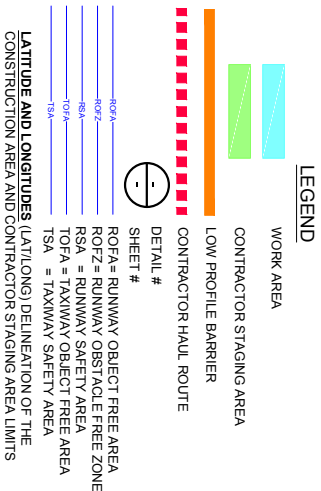 LEGEND
WORK AREA
CONTRACTOR STAGING AREA
LOW PROFILE BARRIER
CONTRACTOR HAUL ROUTE
DETAIL #
SHEET #
ROFA ROFA = RUNWAY OBJECT FREE AREA
ROFZ ROFZ = RUNWAY OBSTACLE FREE ZONE
RSA RSA = RUNWAY SAFETY AREA
TOFA TOFA = TAXIWAY OBJECT FREE AREA
TSA TSA = TAXIWAY SAFETY AREA
LATITUDE AND LONGITUDES (LAT/LONG) DELINEATION OF THE
CONSTRUCTION AREA AND CONTRACTOR STAGING AREA LIMITS